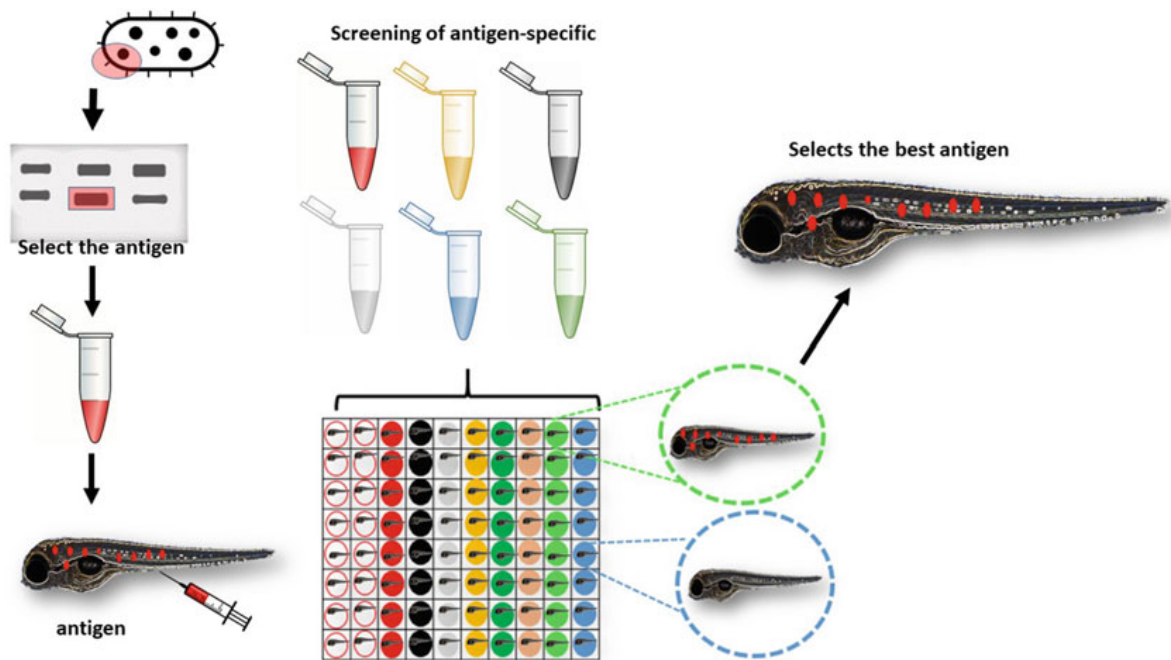 Screening of antigen-specific
Select the antigen
Selects the best antigen
antigen